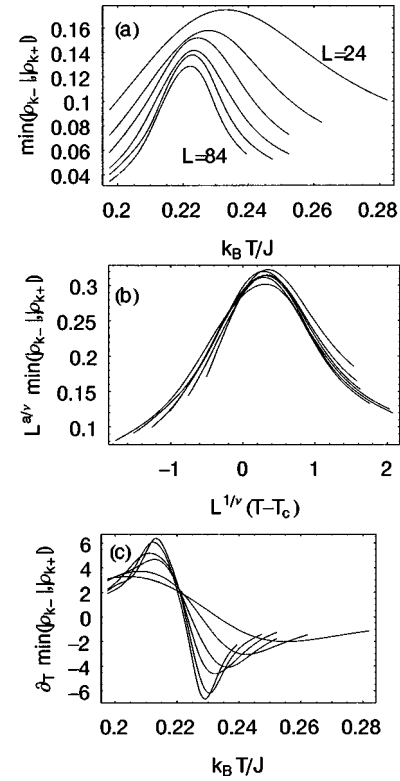 (a)
L=24
L=84
min(|ρk−|,|ρk+|)
0.16
0.14
0.12
0.1
0.08
0.06
0.04
0.2 0.22 0.24 0.26 0.28
kB T/J
(b)
L^a/ν min(|ρk−|,|ρk+|)
0.3
0.25
0.2
0.15
0.1
−1 0 1 2
L^1/ν (T−Tc)
(c)
∂T min(|ρk−|,|ρk+|)
6
4
2
0
−2
−4
−6
0.2 0.22 0.24 0.26 0.28
kB T/J